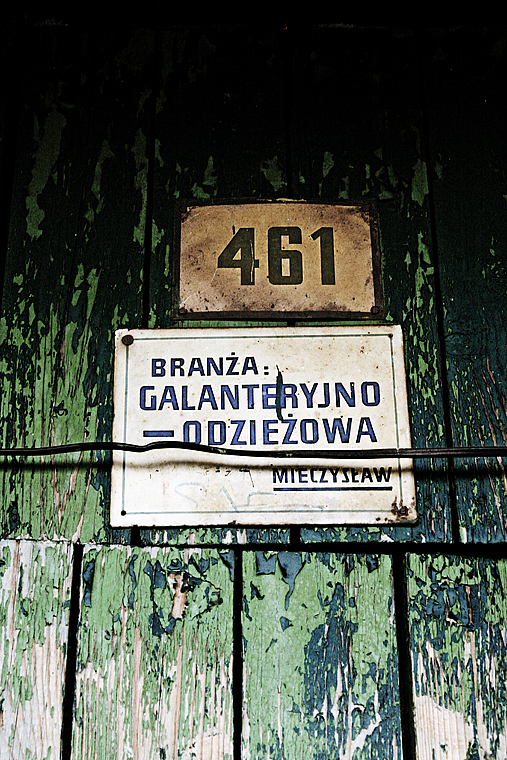 461
BRANŻA:
GALANTERYJNO
— ODZIEŻOWA
MIECZYSŁAW